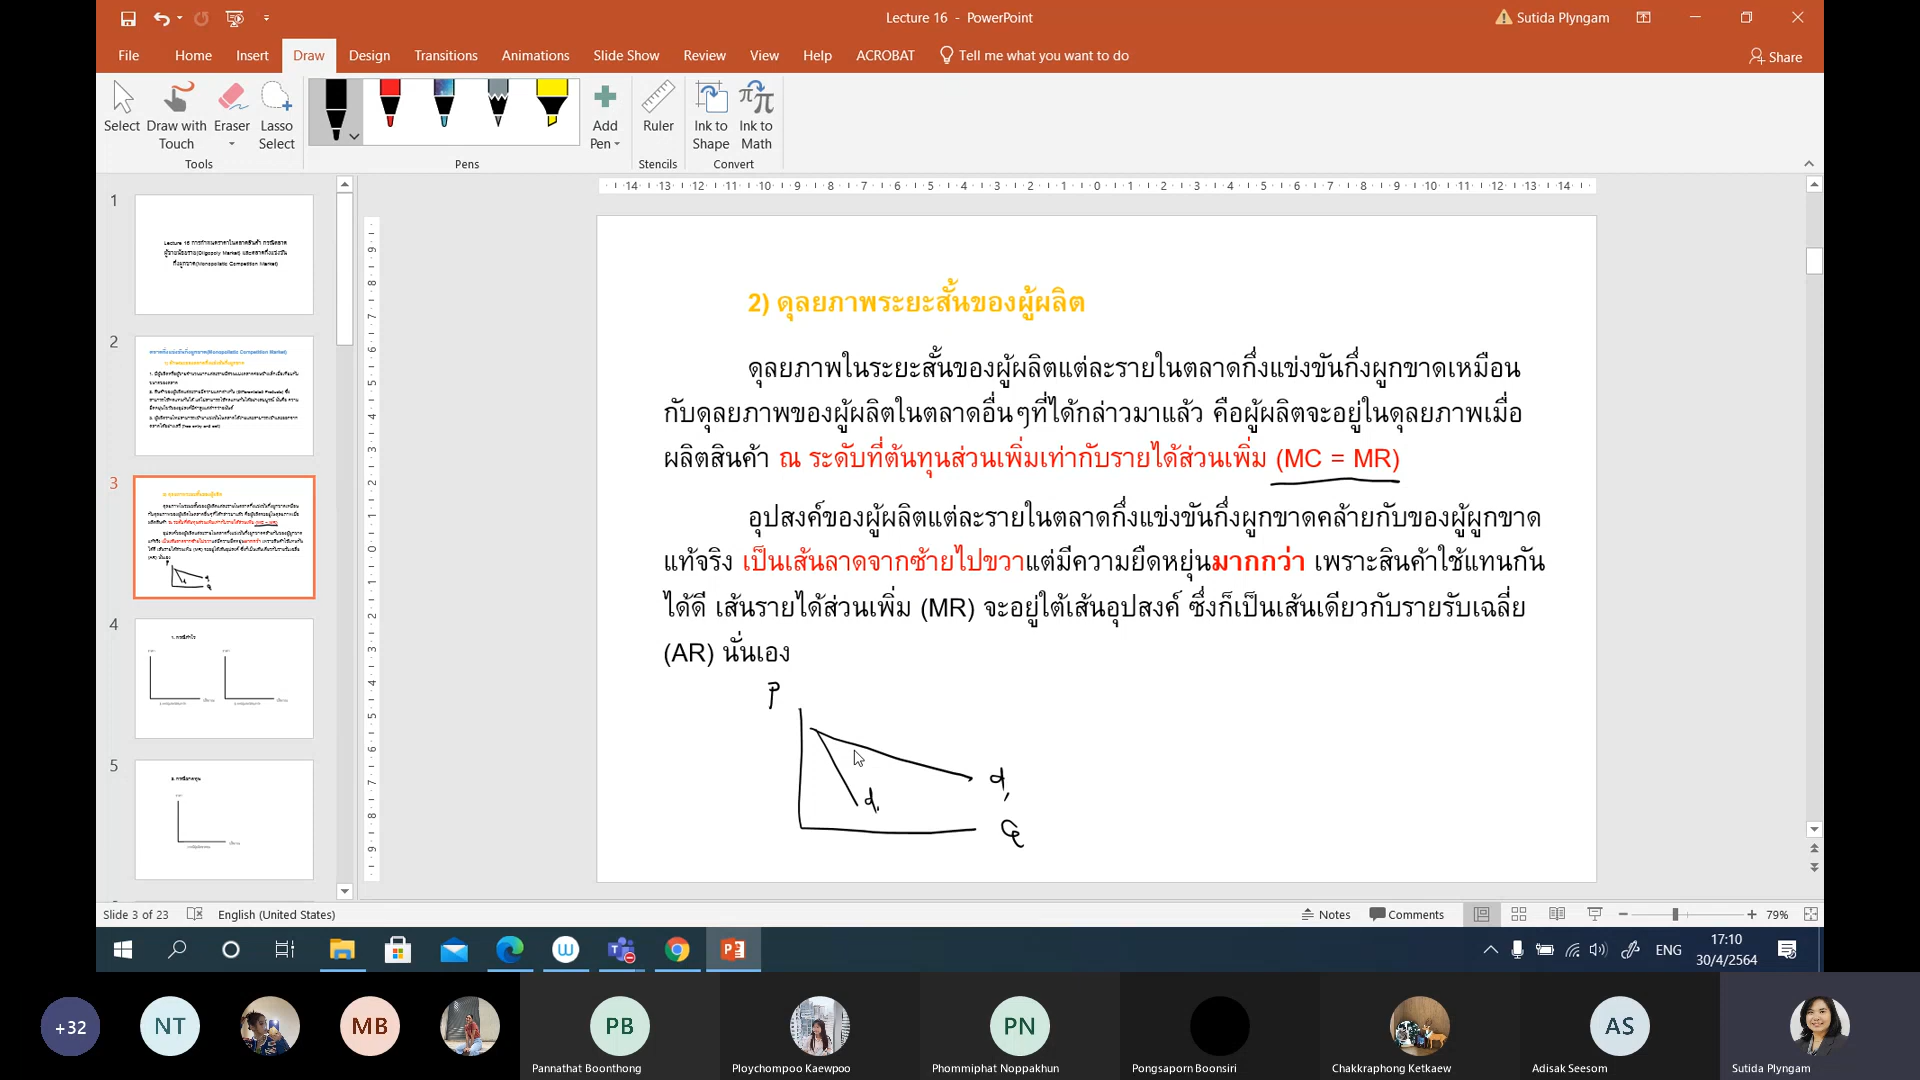 Lecture 16 - PowerPoint
Sutida Plyngam
File Home Insert Draw Design Transitions Animations Slide Show Review View Help ACROBAT Tell me what you want to do
Share
Select
Draw with Touch
Eraser
Lasso Select
Add Pen
Ruler
Ink to Shape
Ink to Math
Tools
Pens
Stencils
Convert
1
2
3
4
5
2) ดุลยภาพระยะสั้นของผู้ผลิต
ดุลยภาพในระยะสั้นของผู้ผลิตแต่ละรายในตลาดกึ่งแข่งขันกึ่งผูกขาดเหมือน
กับดุลยภาพของผู้ผลิตในตลาดอื่นๆที่ได้กล่าวมาแล้ว คือผู้ผลิตจะอยู่ในดุลยภาพเมื่อ
ผลิตสินค้า ณ ระดับที่ต้นทุนส่วนเพิ่มเท่ากับรายได้ส่วนเพิ่ม (MC = MR)
อุปสงค์ของผู้ผลิตแต่ละรายในตลาดกึ่งแข่งขันกึ่งผูกขาดคล้ายกับของผู้ผูกขาด
แท้จริง เป็นเส้นลาดจากซ้ายไปขวาแต่มีความยืดหยุ่นมากกว่า เพราะสินค้าใช้แทนกัน
ได้ดี เส้นรายได้ส่วนเพิ่ม (MR) จะอยู่ใต้เส้นอุปสงค์ ซึ่งก็เป็นเส้นเดียวกับรายรับเฉลี่ย
(AR) นั่นเอง
P
d,
d,
Q
Slide 3 of 23
English (United States)
Notes
Comments
79%
ENG
17:10
30/4/2564
+32
NT
MB
PB
PN
AS
Pannathat Boonthong
Ploychompoo Kaewpoo
Phommiphat Noppakhun
Pongsaporn Boonsiri
Chakkraphong Ketkaew
Adisak Seesom
Sutida Plyngam